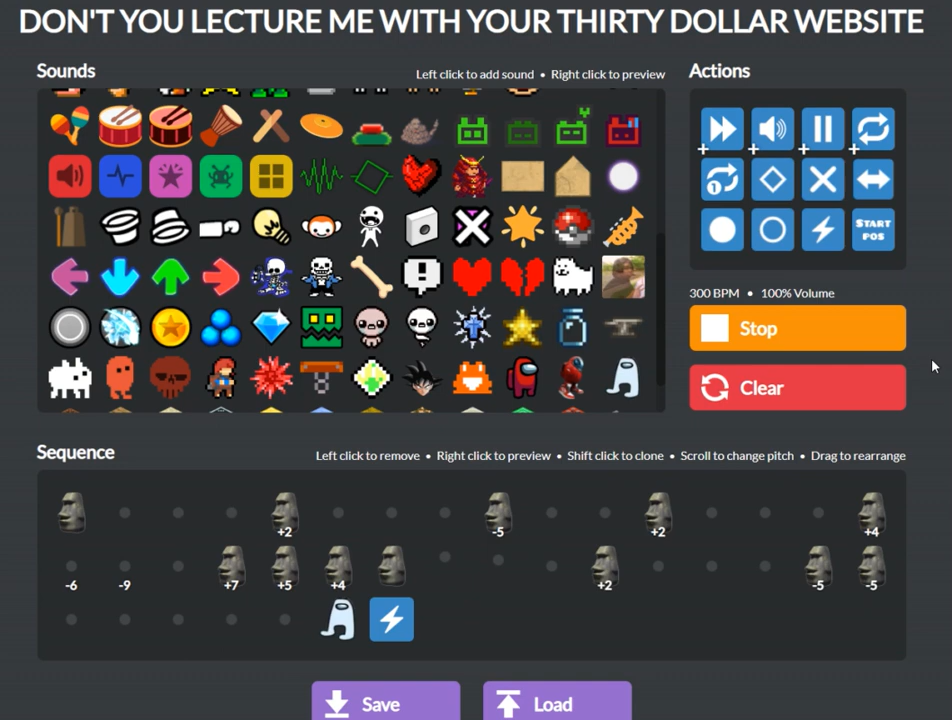 DON'T YOU LECTURE ME WITH YOUR THIRTY DOLLAR WEBSITE
Sounds
Left click to add sound • Right click to preview
Actions
START
POS
300 BPM • 100% Volume
Stop
Clear
Sequence
Left click to remove • Right click to preview • Shift click to clone • Scroll to change pitch • Drag to rearrange
+2 -5 +2 +4
-6 -9 +7 +5 +4 +2 -5 -5
Save
Load